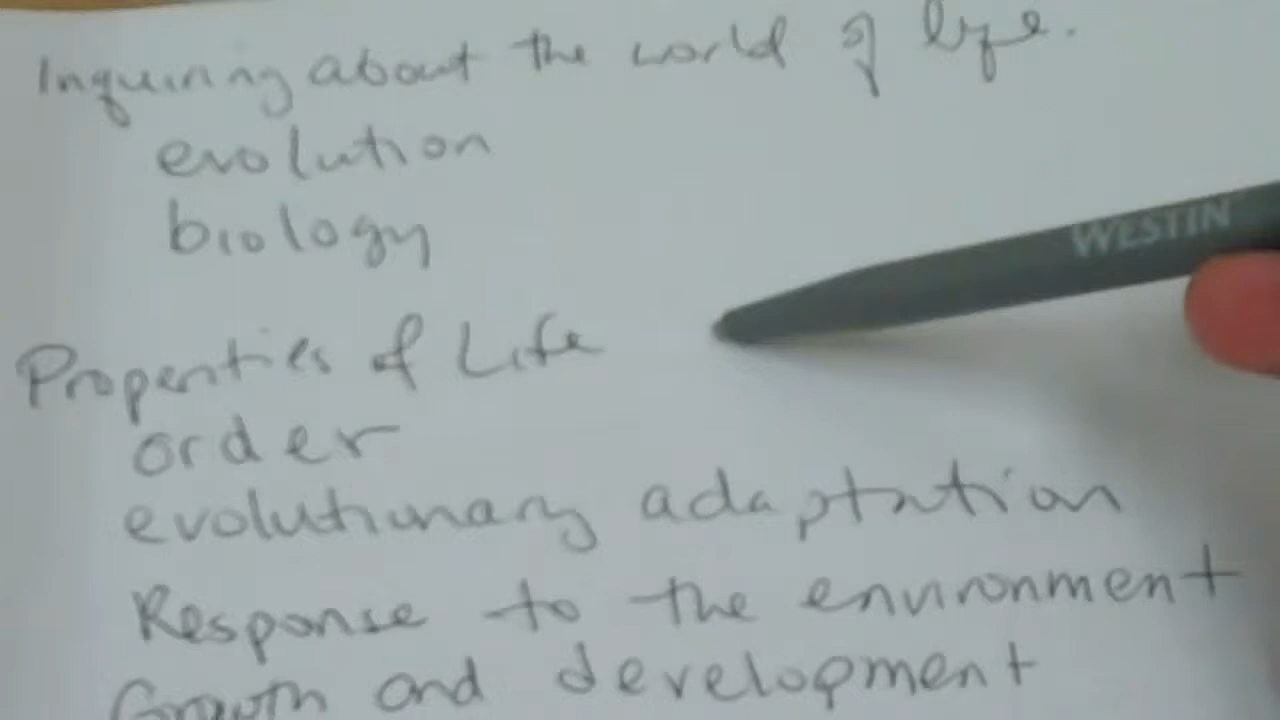 Inquiring about the world of life.
evolution
biology
WESTIN
Properties of Life
order
evolutionary adaptation
Response to the environment
Growth and development